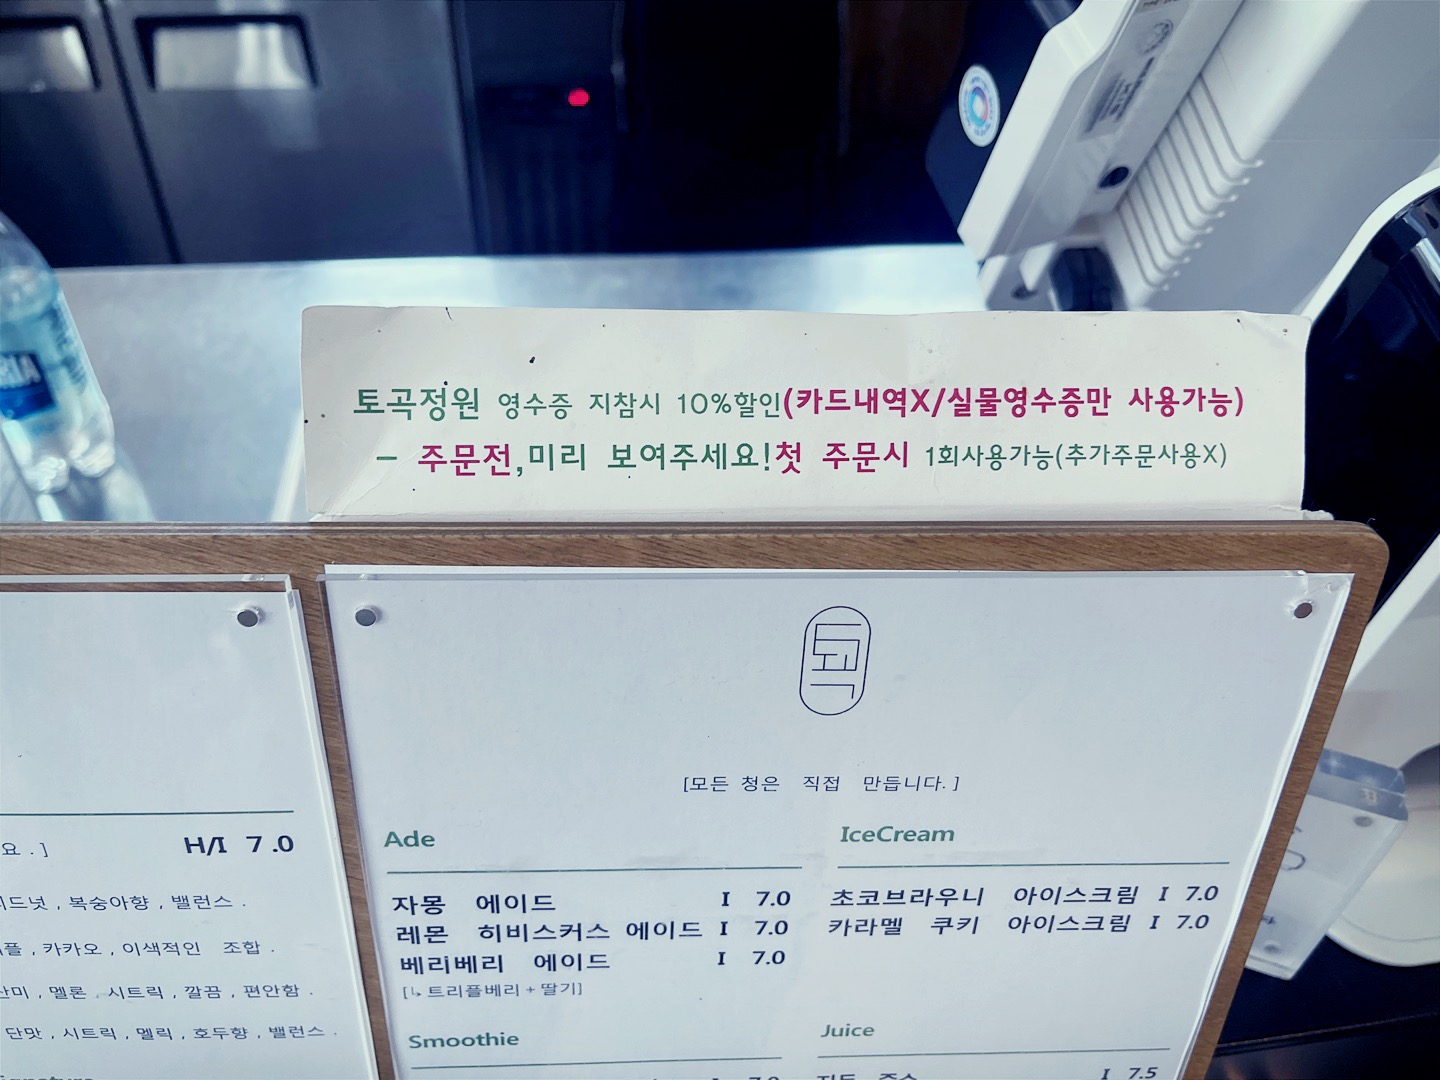 토곡정원 영수증 지참시 10%할인(카드내역X/실물영수증만 사용가능)
- 주문전,미리 보여주세요!첫 주문시 1회사용가능(추가주문사용X)
요.]
H/I 7.0
복숭아향, 밸런스.
카카오, 이색적인 조합.
멜론, 시트릭, 깔끔, 편안함.
단맛, 시트릭, 멜릭, 호두향, 밸런스.
토곡
[모든 청은 직접 만듭니다.]
Ade
자몽 에이드 I 7.0
레몬 히비스커스 에이드 I 7.0
베리베리 에이드 I 7.0
[↳트리플베리+딸기]
IceCream
초코브라우니 아이스크림 I 7.0
카라멜 쿠키 아이스크림 I 7.0
Smoothie
Juice
I 7.5